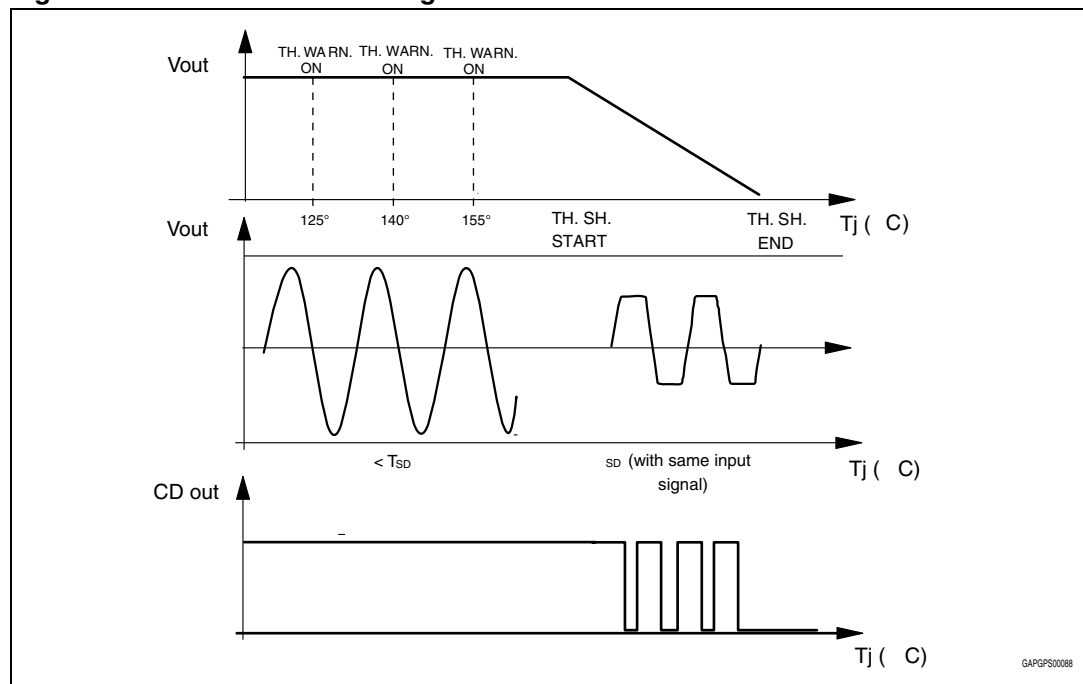 Vout
TH. WARN. TH. WARN. TH. WARN.
ON ON ON
125° 140° 155° TH. SH. TH. SH. Tj ( C)
START END
Vout
< TSD SD (with same input Tj ( C)
signal)
CD out
Tj ( C)
GAPGPS00088